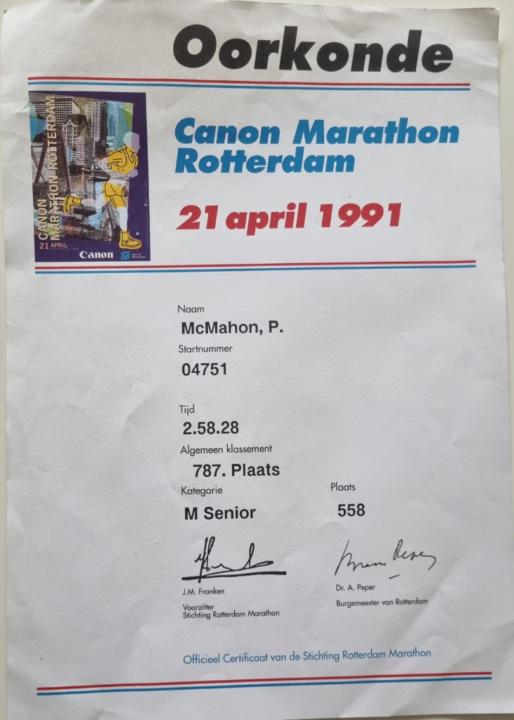 Oorkonde
CANON
MARATHON ROTTERDAM
21 APRIL
Canon
Canon Marathon
Rotterdam
21 april 1991
Naam
McMahon, P.
Startnummer
04751
Tijd
2.58.28
Algemeen klassement
787. Plaats
Kategorie Plaats
M Senior 558
J.M. Franken
Voorzitter
Stichting Rotterdam Marathon
Bram Peper
Dr. A. Peper
Burgemeester van Rotterdam
Officieel Certificaat van de Stichting Rotterdam Marathon